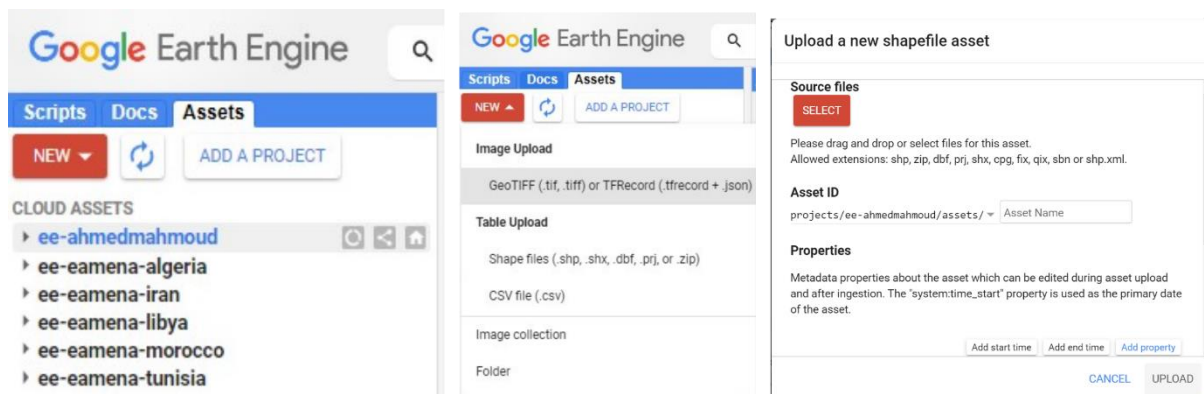 Google Earth Engine
Scripts Docs Assets
NEW ADD A PROJECT
CLOUD ASSETS
ee-ahmedmahmoud
ee-eamena-algeria
ee-eamena-iran
ee-eamena-libya
ee-eamena-morocco
ee-eamena-tunisia
Google Earth Engine
Scripts Docs Assets
NEW ADD A PROJECT
Image Upload
GeoTIFF (.tif, .tiff) or TFRecord (.tfrecord + .json)
Table Upload
Shape files (.shp, .shx, .dbf, .prj, or .zip)
CSV file (.csv)
Image collection
Folder
Upload a new shapefile asset
Source files
SELECT
Please drag and drop or select files for this asset.
Allowed extensions: shp, zip, dbf, prj, shx, cpg, fix, qix, sbn or shp.xml.
Asset ID
projects/ee-ahmedmahmoud/assets/ Asset Name
Properties
Metadata properties about the asset which can be edited during asset upload
and after ingestion. The "system:time_start" property is used as the primary date
of the asset.
Add start time Add end time Add property
CANCEL UPLOAD